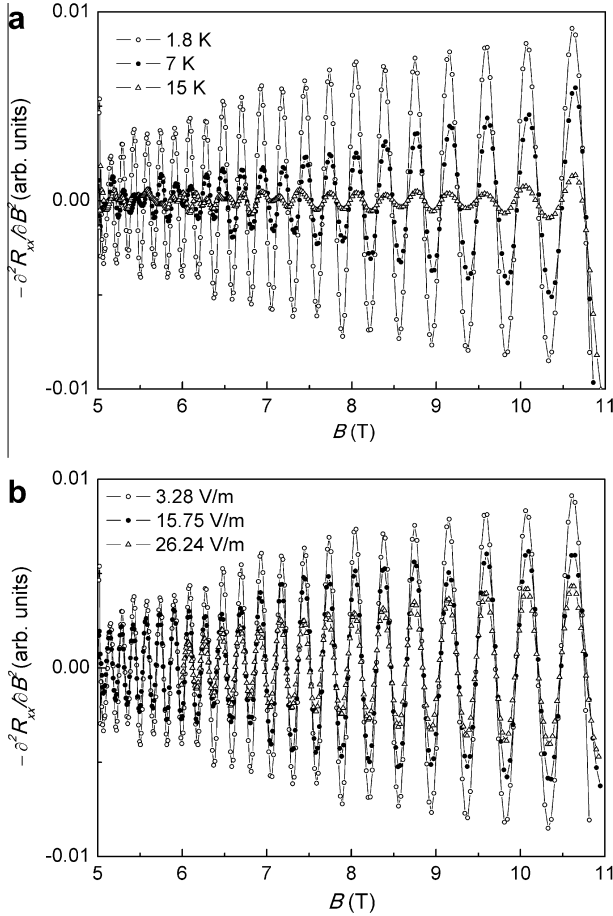 a
0.01
1.8 K
7 K
15 K
0.00
-0.01
− ∂²Rxx/∂B² (arb. units)
5 6 7 8 9 10 11
B (T)
b
0.01
3.28 V/m
15.75 V/m
26.24 V/m
0.00
-0.01
− ∂²Rxx/∂B² (arb. units)
5 6 7 8 9 10 11
B (T)